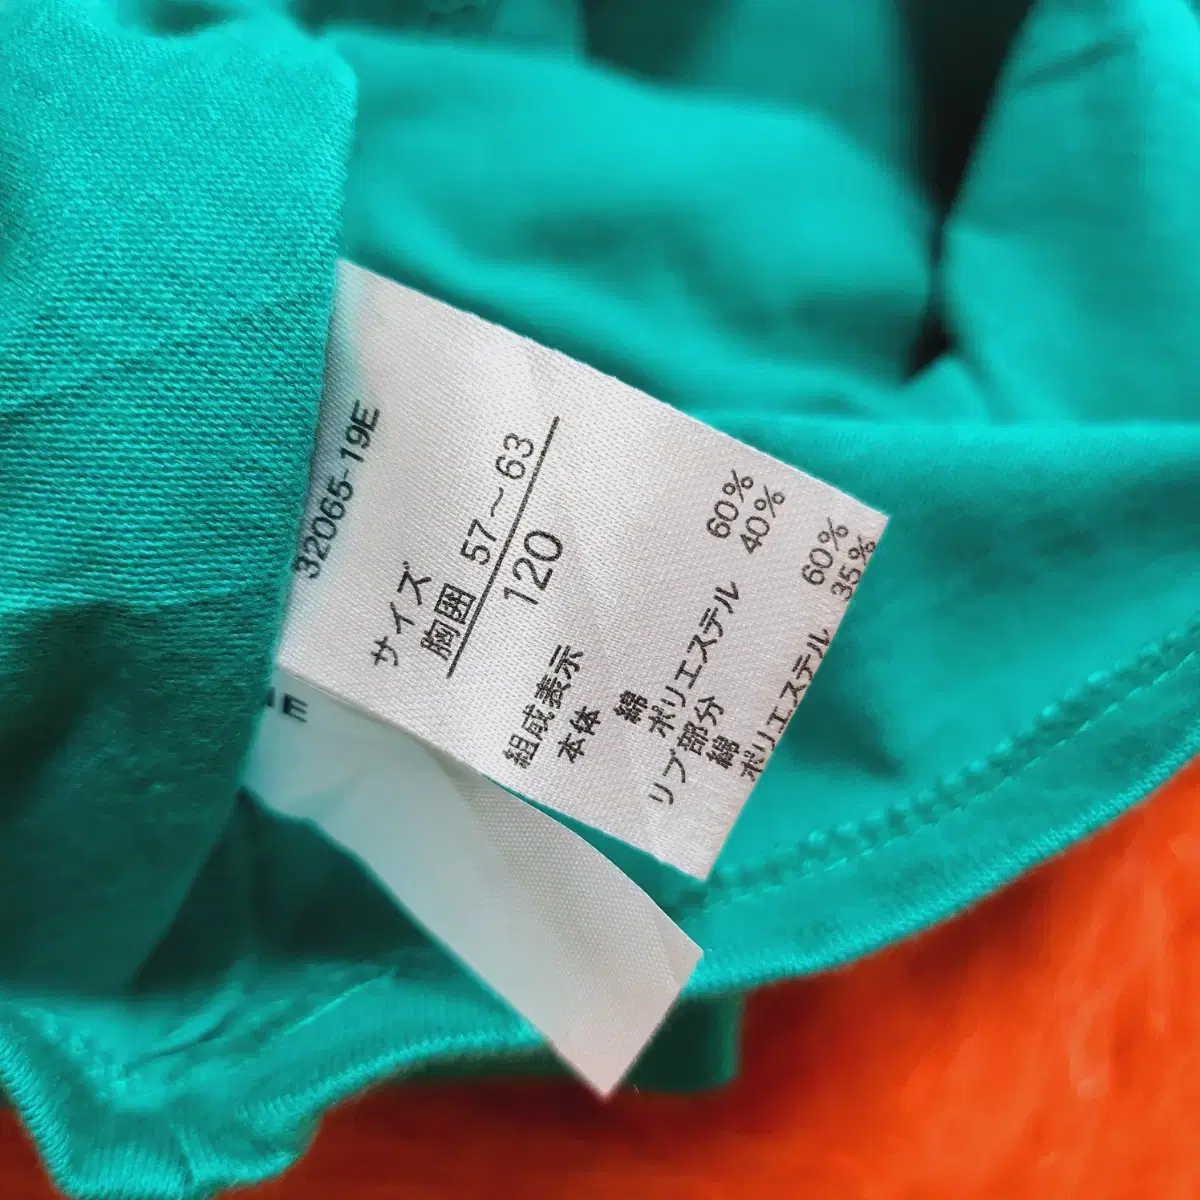 32065-19E
サイズ
胸囲 57～63
120
組成表示
本体
綿 60%
ポリエステル 40%
リブ部分
綿 60%
ポリエステル 35%